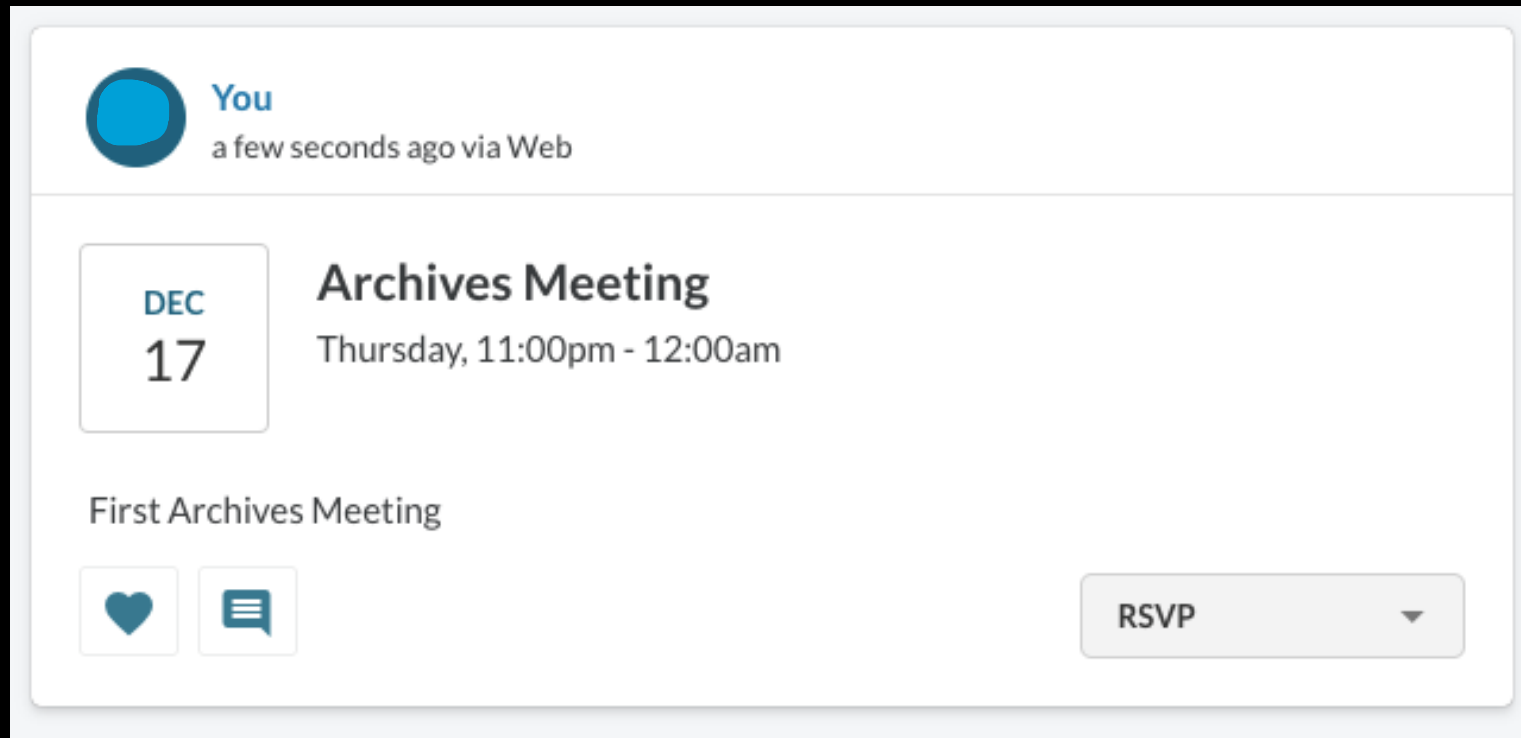 You
a few seconds ago via Web
DEC
17
Archives Meeting
Thursday, 11:00pm - 12:00am
First Archives Meeting
RSVP